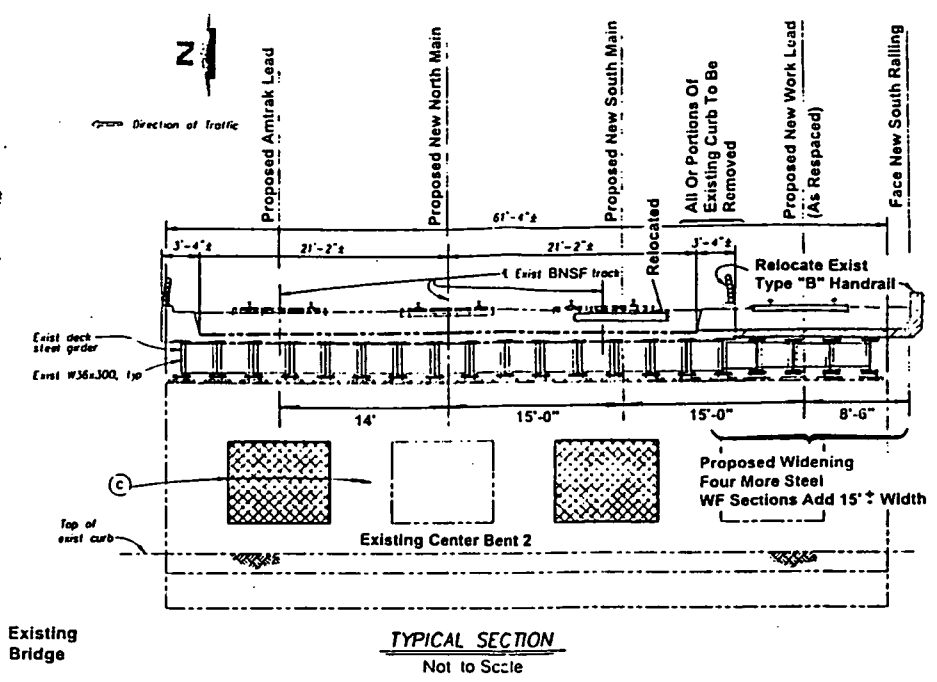 N
Direction of Traffic
Proposed Amtrak Lead
Proposed New North Main
Proposed New South Main
All Or Portions Of
Existing Curb To Be
Removed
Proposed New Work Lead
(As Respaced)
Face New South Railing
61'-4"±
3'-4"±
21'-2"±
21'-2"±
3'-4"±
Relocated
Exist BNSF track
Relocate Exist
Type "B" Handrail
Exist deck
steel girder
Exist W36x300, typ
14'
15'-0"
15'-0"
8'-6"
C
Proposed Widening
Four More Steel
WF Sections Add 15'± Width
Existing Center Bent 2
Top of
exist curb
Existing
Bridge
TYPICAL SECTION
Not to Scale